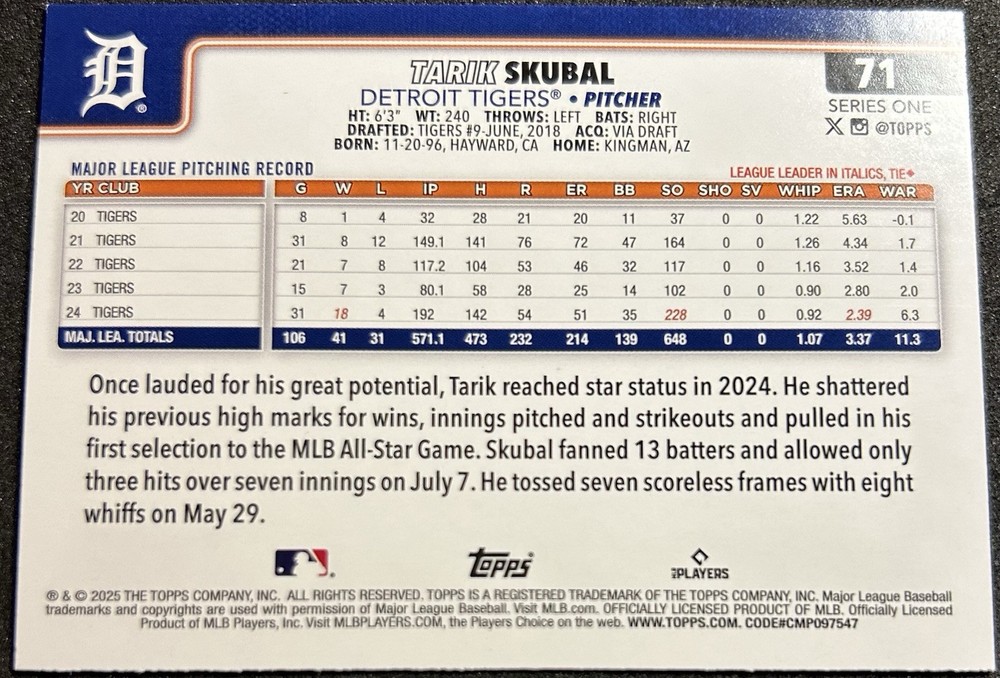 D®
TARIK SKUBAL
71
DETROIT TIGERS® • PITCHER
SERIES ONE
HT: 6'3" WT: 240 THROWS: LEFT BATS: RIGHT
@TOPPS
DRAFTED: TIGERS #9-JUNE, 2018 ACQ: VIA DRAFT
BORN: 11-20-96, HAYWARD, CA HOME: KINGMAN, AZ
MAJOR LEAGUE PITCHING RECORD
LEAGUE LEADER IN ITALICS, TIE◆
YR CLUB G W L IP H R ER BB SO SHO SV WHIP ERA WAR
20 TIGERS 8 1 4 32 28 21 20 11 37 0 0 1.22 5.63 -0.1
21 TIGERS 31 8 12 149.1 141 76 72 47 164 0 0 1.26 4.34 1.7
22 TIGERS 21 7 8 117.2 104 53 46 32 117 0 0 1.16 3.52 1.4
23 TIGERS 15 7 3 80.1 58 28 25 14 102 0 0 0.90 2.80 2.0
24 TIGERS 31 18 4 192 142 54 51 35 228 0 0 0.92 2.39 6.3
MAJ. LEA. TOTALS 106 41 31 571.1 473 232 214 139 648 0 0 1.07 3.37 11.3
Once lauded for his great potential, Tarik reached star status in 2024. He shattered
his previous high marks for wins, innings pitched and strikeouts and pulled in his
first selection to the MLB All-Star Game. Skubal fanned 13 batters and allowed only
three hits over seven innings on July 7. He tossed seven scoreless frames with eight
whiffs on May 29.
TOPPS®
MLB PLAYERS
® & © 2025 THE TOPPS COMPANY, INC. ALL RIGHTS RESERVED. TOPPS IS A REGISTERED TRADEMARK OF THE TOPPS COMPANY, INC. Major League Baseball
trademarks and copyrights are used with permission of Major League Baseball. Visit MLB.com. OFFICIALLY LICENSED PRODUCT OF MLB. Officially Licensed
Product of MLB Players, Inc. Visit MLBPLAYERS.COM, the Players Choice on the web. WWW.TOPPS.COM. CODE#CMP097547